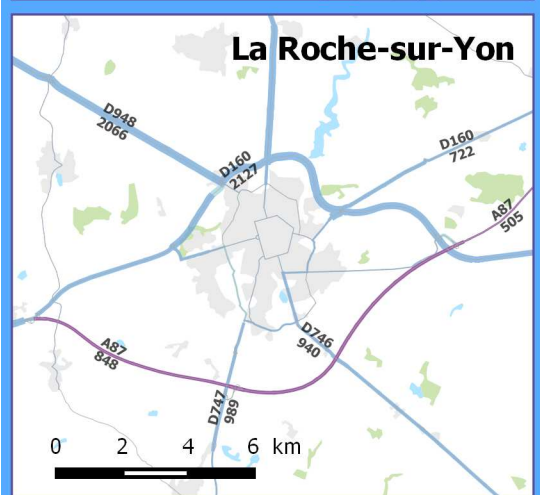 La Roche-sur-Yon
D948
2066
D160
2127
D160
722
A87
505
A87
848
D746
940
D747
989
0 2 4 6 km